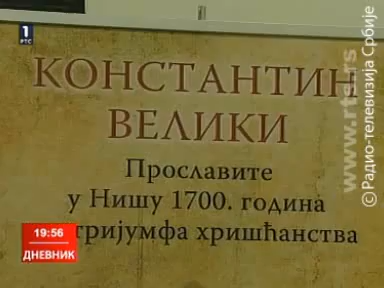 1
РТС
КОНСТАНТИН
ВЕЛИКИ
Прославите
у Нишу 1700. година
тријумфа хришћанства
19:56
ДНЕВНИК
www.rts.rs
© Радио-телевизија Србије